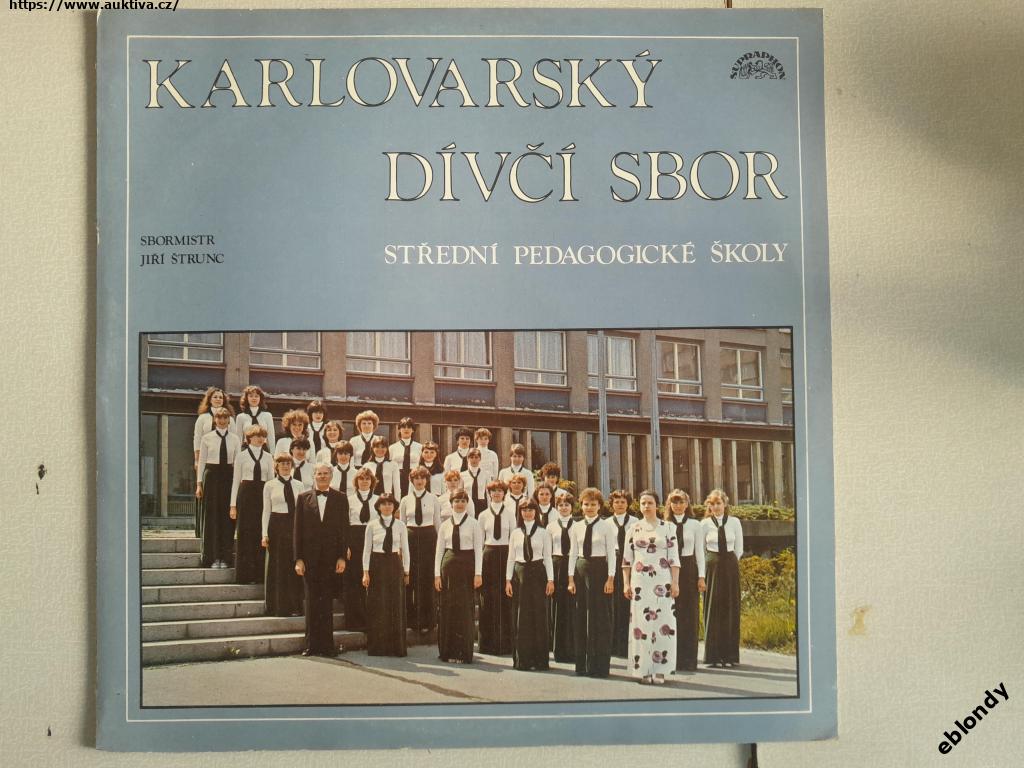 https://www.auktiva.cz/
KARLOVARSKÝ
SUPRAPHON
DÍVČÍ SBOR
SBORMISTR
JIŘÍ ŠTRUNC
STŘEDNÍ PEDAGOGICKÉ ŠKOLY
eblondy